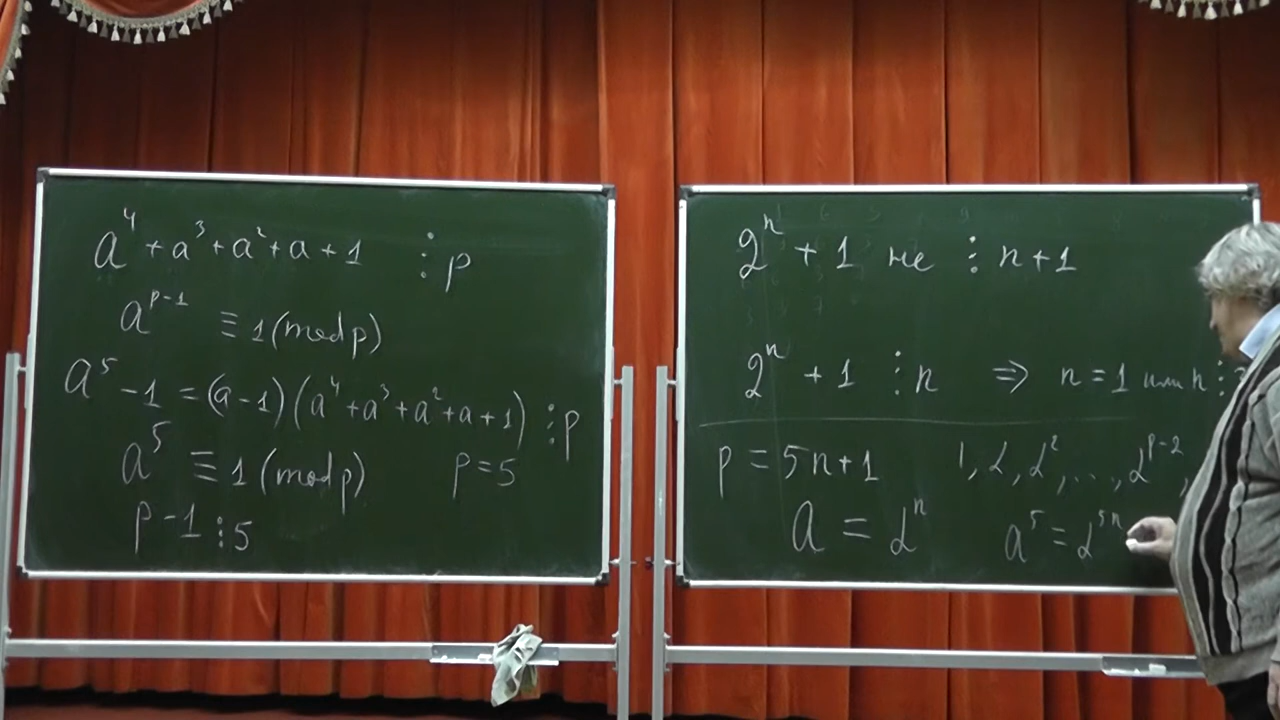 a⁴ + a³ + a² + a + 1 ⋮ p
a^{p-1} ≡ 1 (mod p)
a⁵ - 1 = (a - 1)(a⁴ + a³ + a² + a + 1) ⋮ p
a⁵ ≡ 1 (mod p) p = 5
p - 1 ⋮ 5
2ⁿ + 1 не ⋮ n + 1
2ⁿ + 1 ⋮ n ⇒ n = 1 или n ⋮
p = 5n + 1 1, α, α², ..., α^{p-2},
a = αⁿ a⁵ = α^{5n}